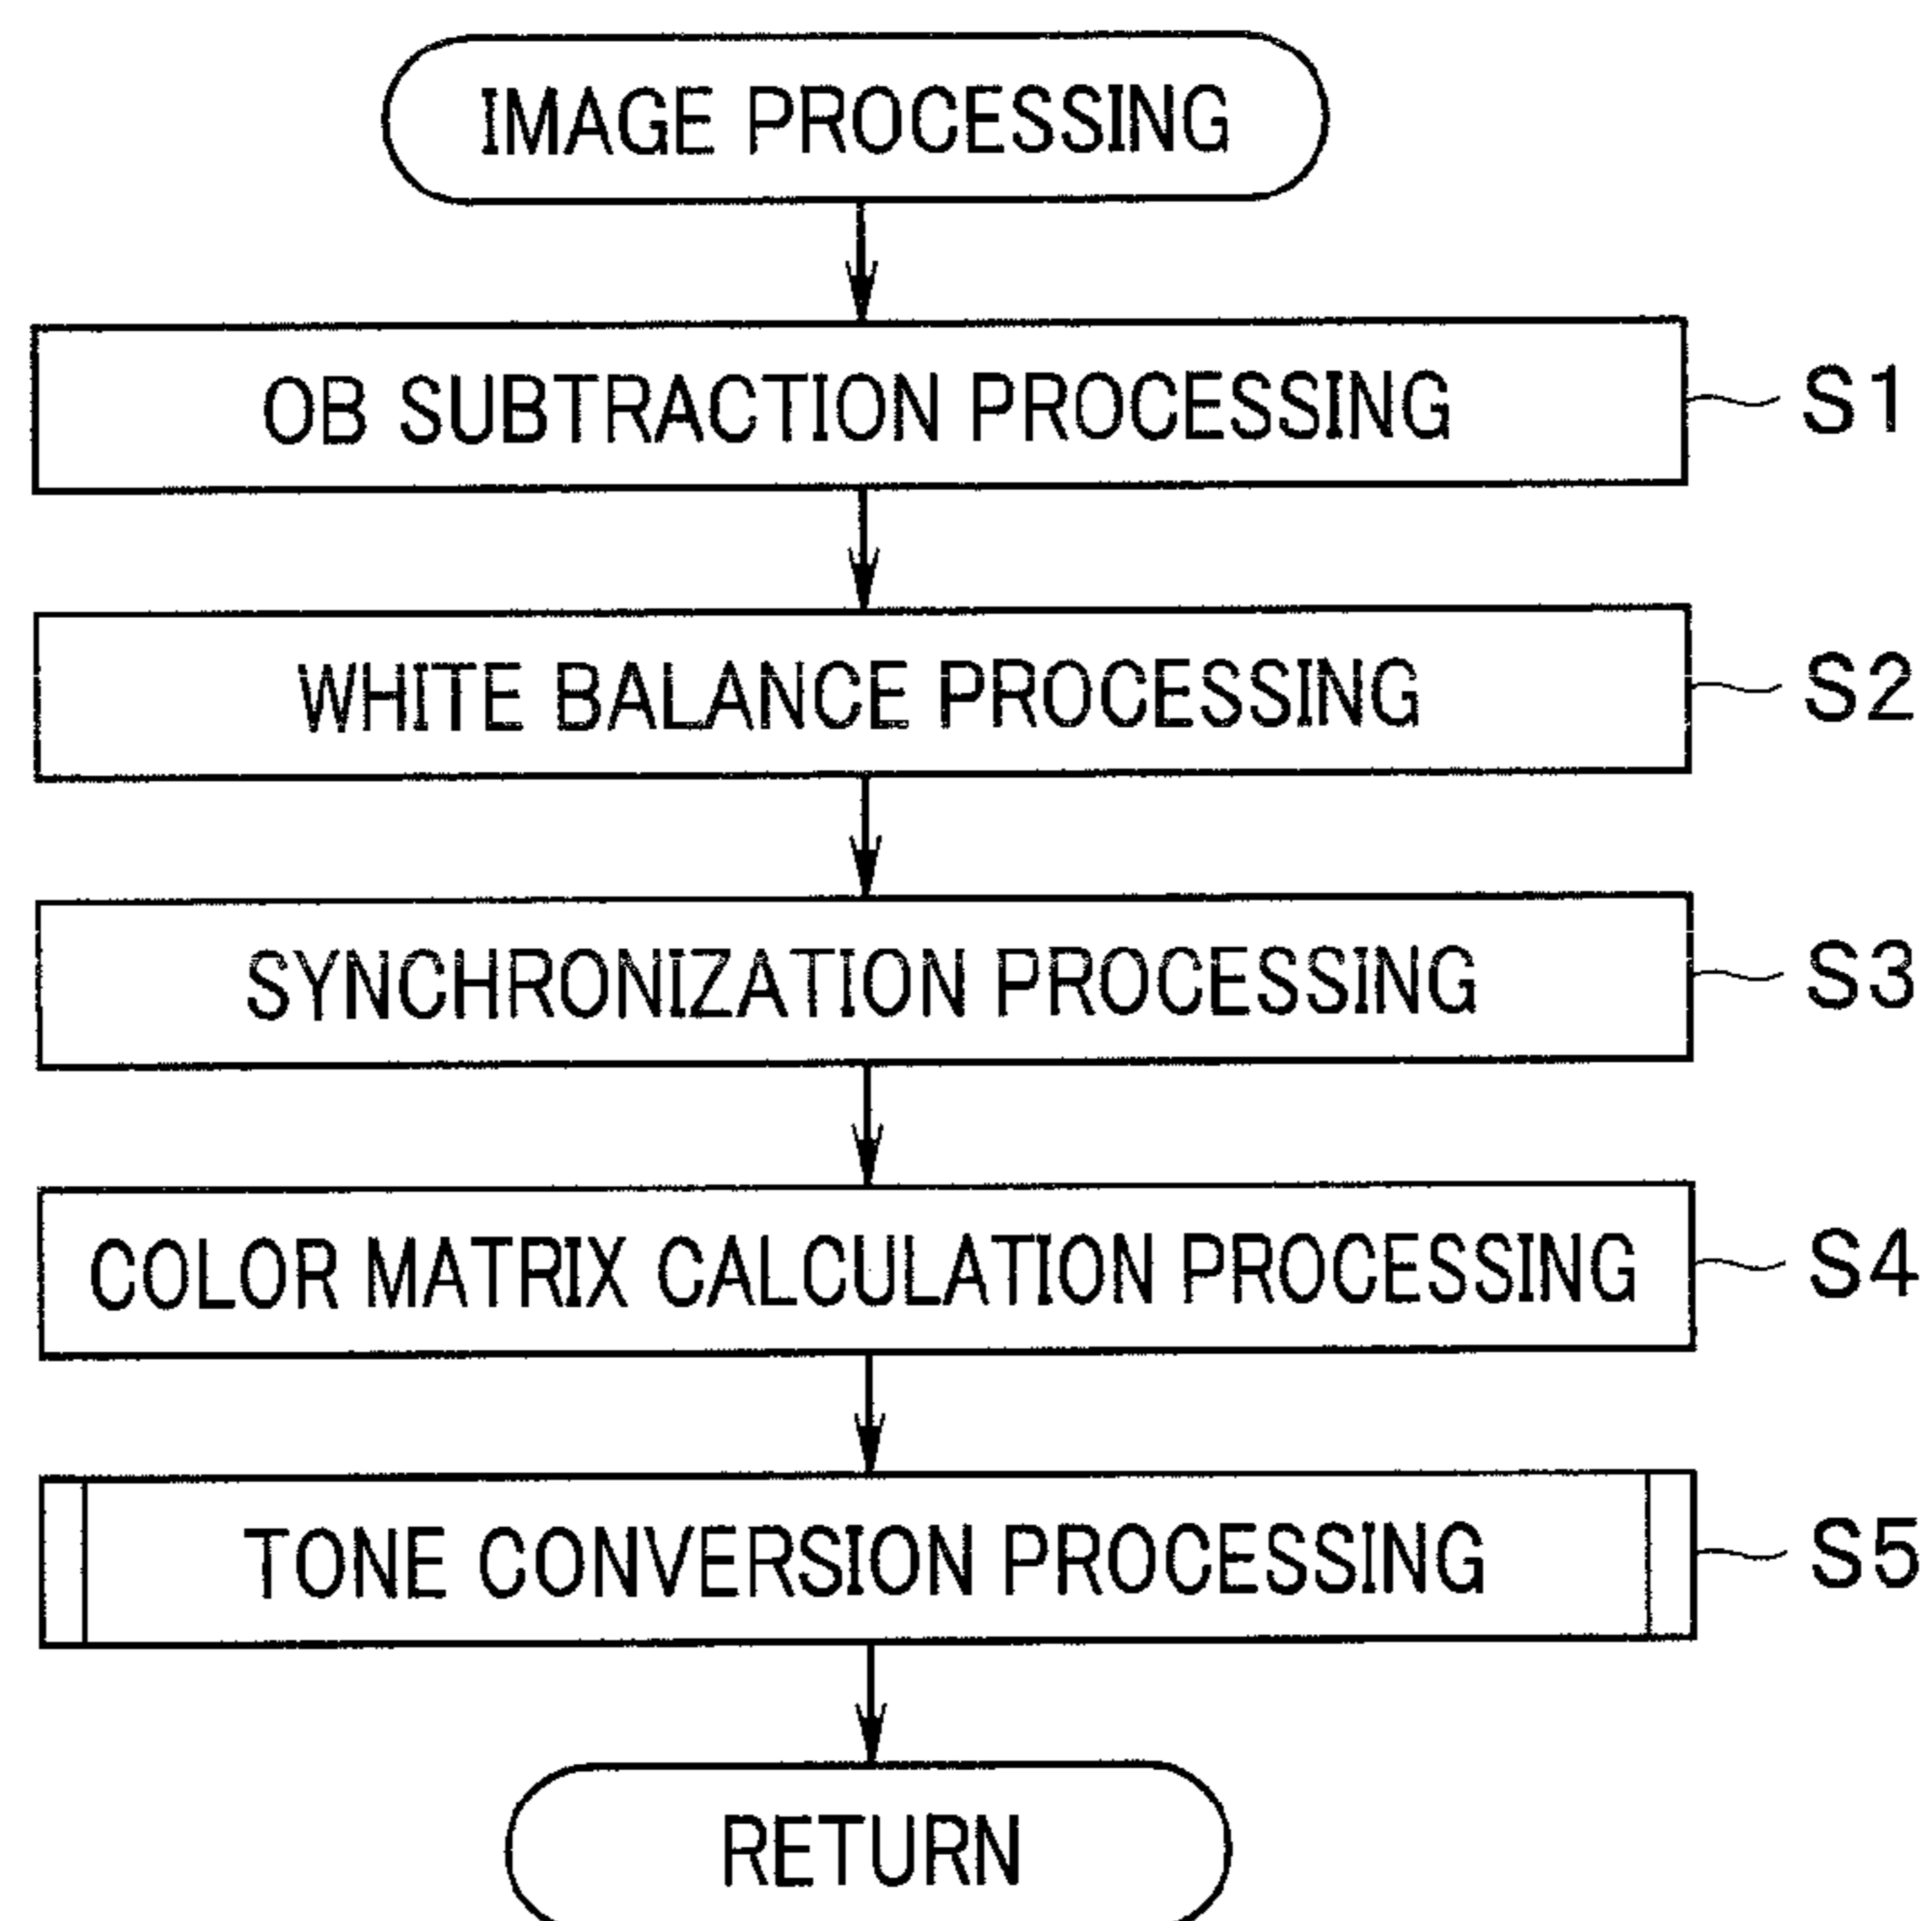 IMAGE PROCESSING
OB SUBTRACTION PROCESSING S1
WHITE BALANCE PROCESSING S2
SYNCHRONIZATION PROCESSING S3
COLOR MATRIX CALCULATION PROCESSING S4
TONE CONVERSION PROCESSING S5
RETURN